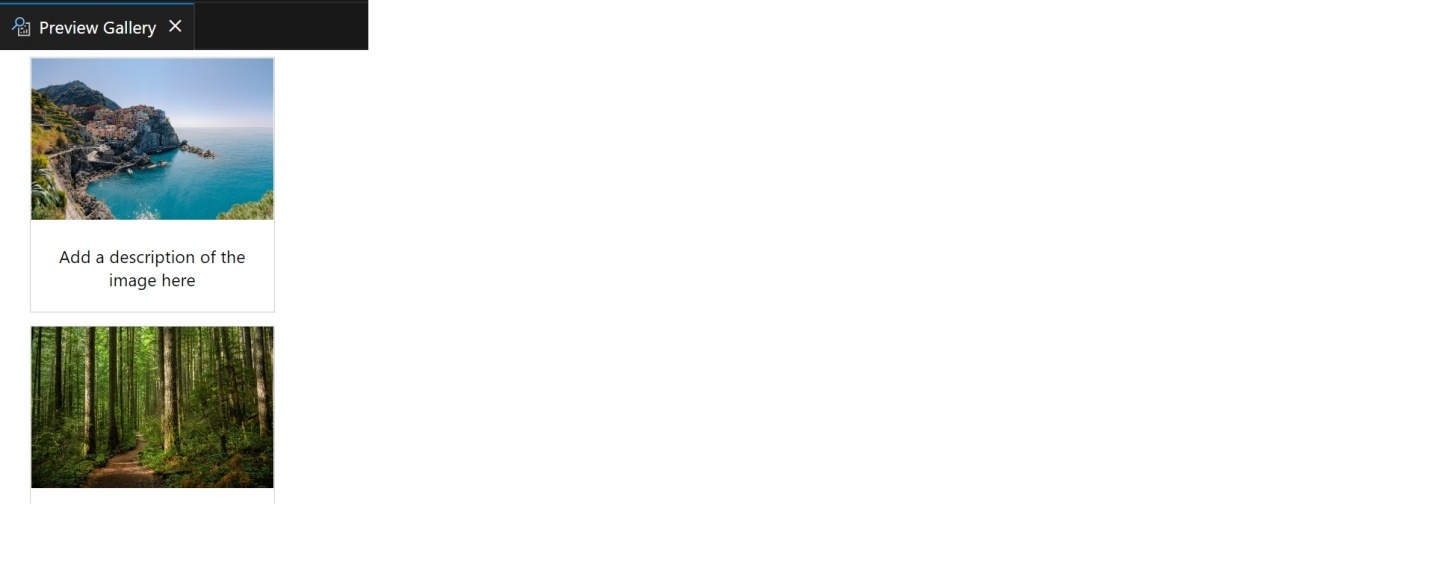 Preview Gallery
Add a description of the
image here